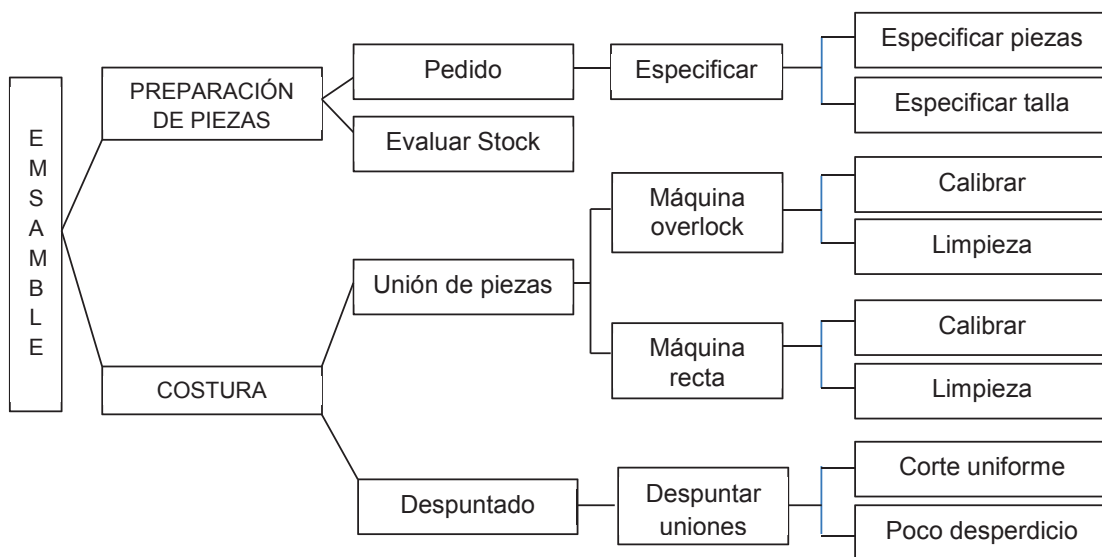 EMSAMBLE
PREPARACIÓN
DE PIEZAS
Pedido
Especificar
Especificar piezas
Especificar talla
Evaluar Stock
COSTURA
Unión de piezas
Máquina
overlock
Calibrar
Limpieza
Máquina
recta
Calibrar
Limpieza
Despuntado
Despuntar
uniones
Corte uniforme
Poco desperdicio